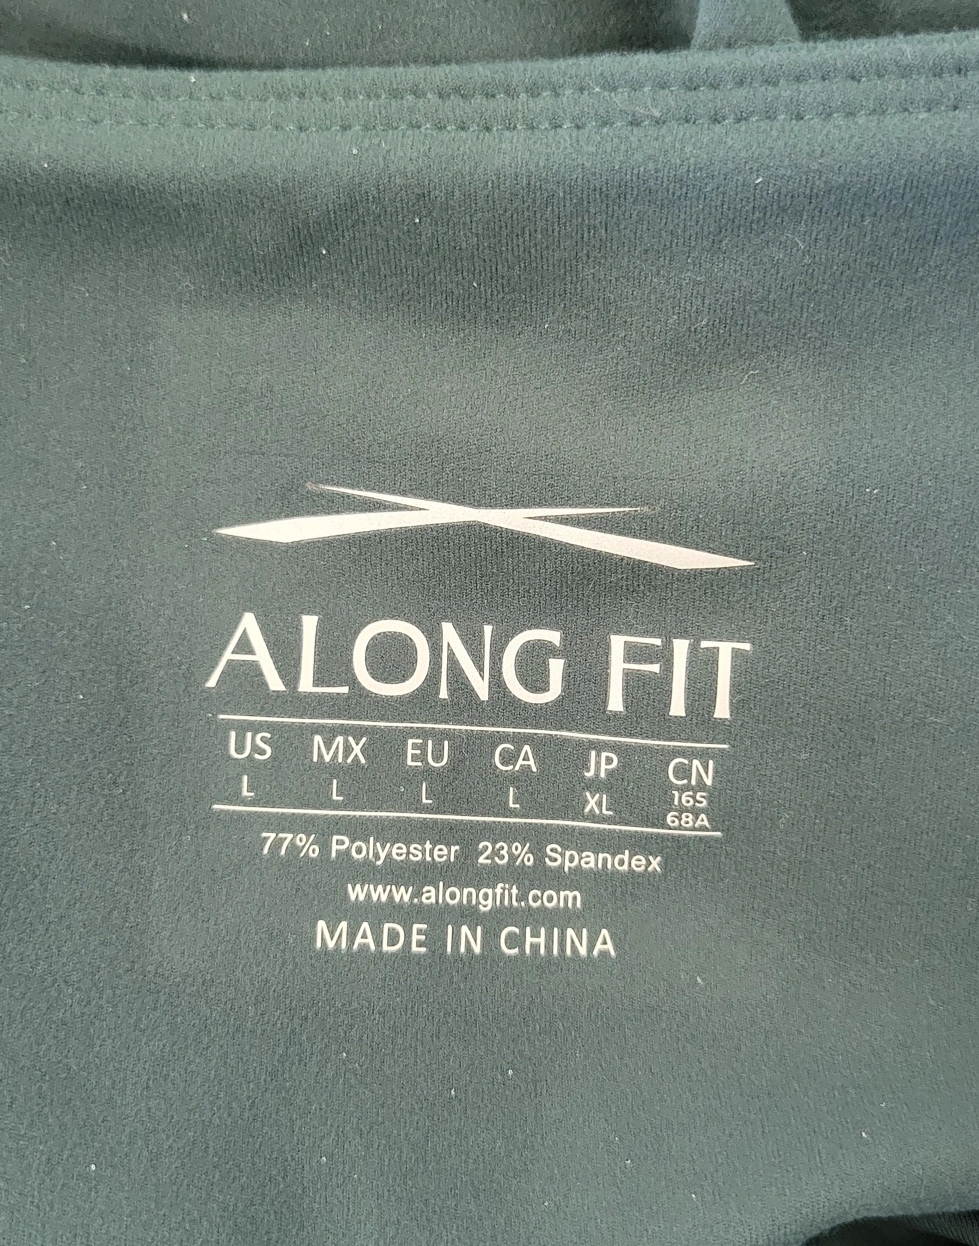 ALONG FIT
US MX EU CA JP CN
L L L L XL 165
68A
77% Polyester 23% Spandex
www.alongfit.com
MADE IN CHINA